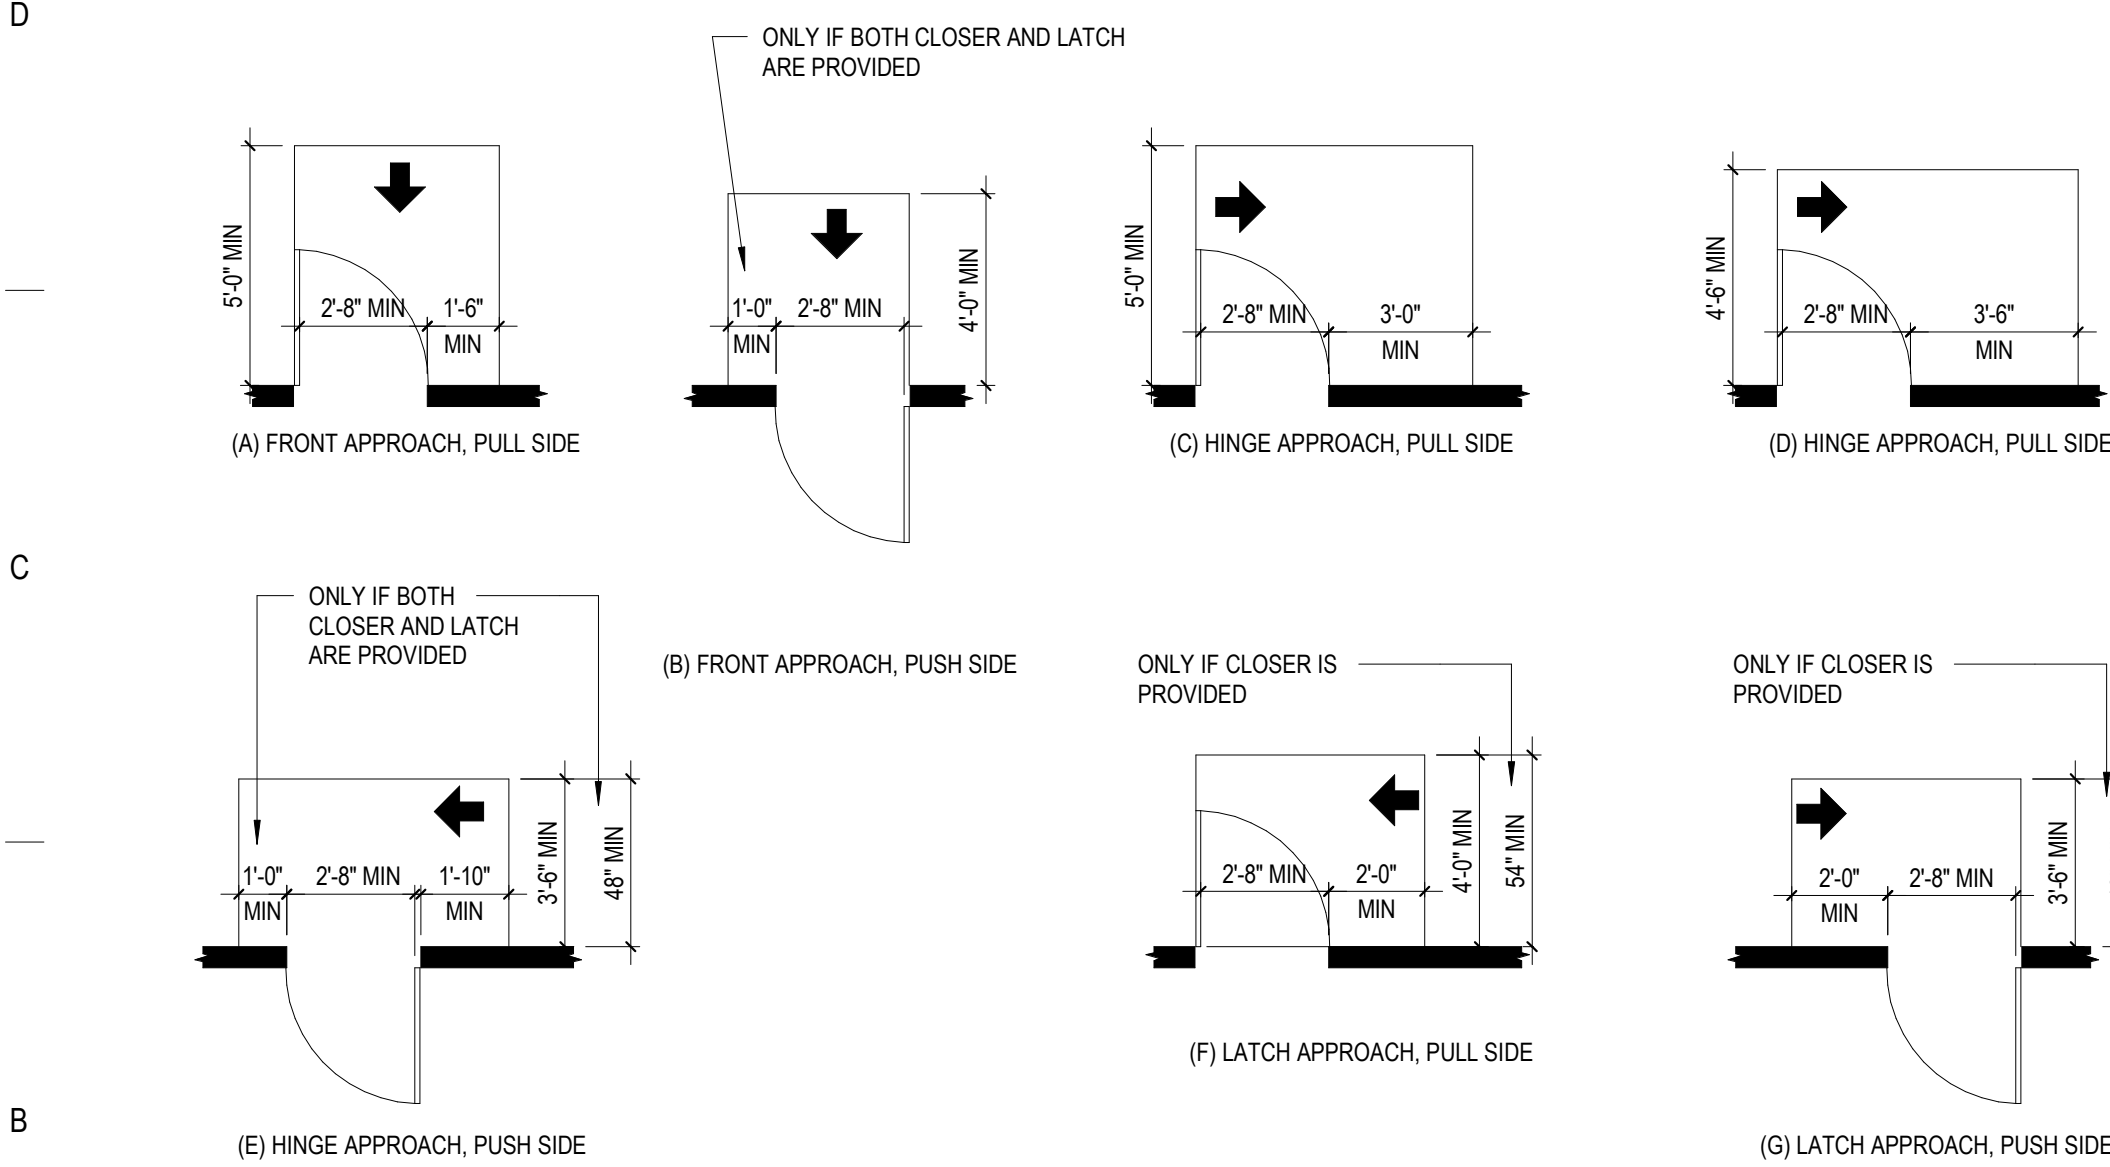 D
ONLY IF BOTH CLOSER AND LATCH
ARE PROVIDED
5'-0" MIN
2'-8" MIN
1'-6"
MIN
(A) FRONT APPROACH, PULL SIDE
1'-0"
MIN
2'-8" MIN
4'-0" MIN
5'-0" MIN
2'-8" MIN
3'-0"
MIN
(C) HINGE APPROACH, PULL SIDE
4'-6" MIN
2'-8" MIN
3'-6"
MIN
(D) HINGE APPROACH, PULL SIDE
C
ONLY IF BOTH
CLOSER AND LATCH
ARE PROVIDED
(B) FRONT APPROACH, PUSH SIDE
ONLY IF CLOSER IS
PROVIDED
ONLY IF CLOSER IS
PROVIDED
1'-0"
MIN
2'-8" MIN
1'-10"
MIN
3'-6" MIN
48" MIN
2'-8" MIN
2'-0"
MIN
4'-0" MIN
54" MIN
2'-0"
MIN
2'-8" MIN
3'-6" MIN
(F) LATCH APPROACH, PULL SIDE
B
(E) HINGE APPROACH, PUSH SIDE
(G) LATCH APPROACH, PUSH SIDE